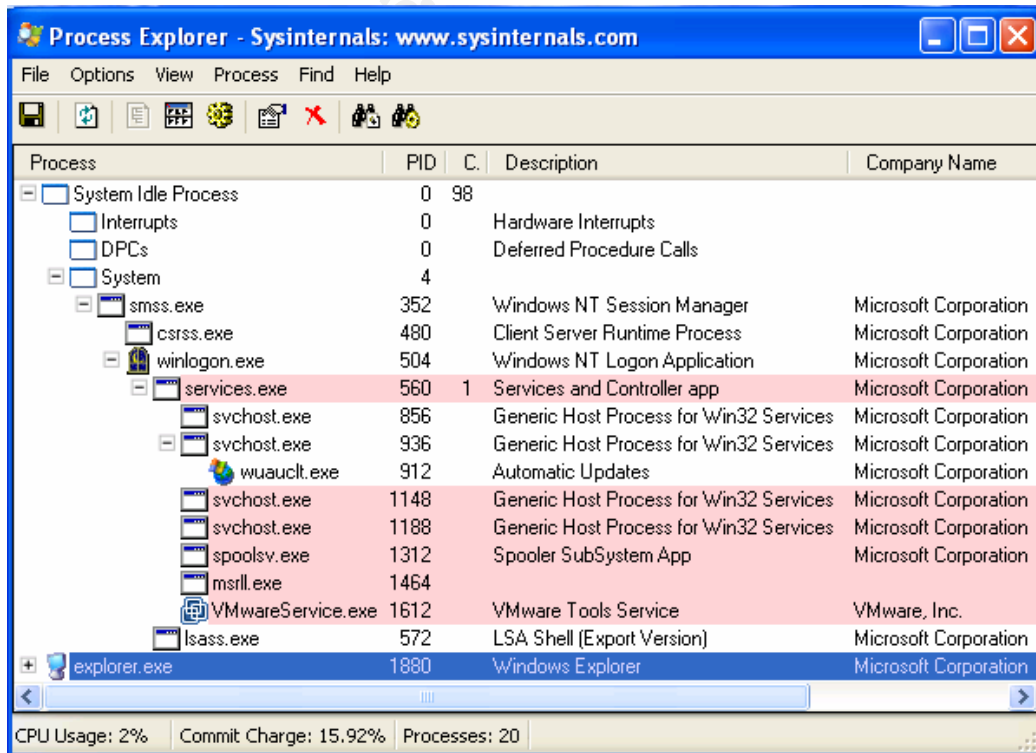 Process Explorer - Sysinternals: www.sysinternals.com
File Options View Process Find Help
Process PID C. Description Company Name
System Idle Process 0 98
Interrupts 0 Hardware Interrupts
DPCs 0 Deferred Procedure Calls
System 4
smss.exe 352 Windows NT Session Manager Microsoft Corporation
csrss.exe 480 Client Server Runtime Process Microsoft Corporation
winlogon.exe 504 Windows NT Logon Application Microsoft Corporation
services.exe 560 1 Services and Controller app Microsoft Corporation
svchost.exe 856 Generic Host Process for Win32 Services Microsoft Corporation
svchost.exe 936 Generic Host Process for Win32 Services Microsoft Corporation
wuauclt.exe 912 Automatic Updates Microsoft Corporation
svchost.exe 1148 Generic Host Process for Win32 Services Microsoft Corporation
svchost.exe 1188 Generic Host Process for Win32 Services Microsoft Corporation
spoolsv.exe 1312 Spooler SubSystem App Microsoft Corporation
msrll.exe 1464
VMwareService.exe 1612 VMware Tools Service VMware, Inc.
lsass.exe 572 LSA Shell (Export Version) Microsoft Corporation
explorer.exe 1880 Windows Explorer Microsoft Corporation
CPU Usage: 2% Commit Charge: 15.92% Processes: 20